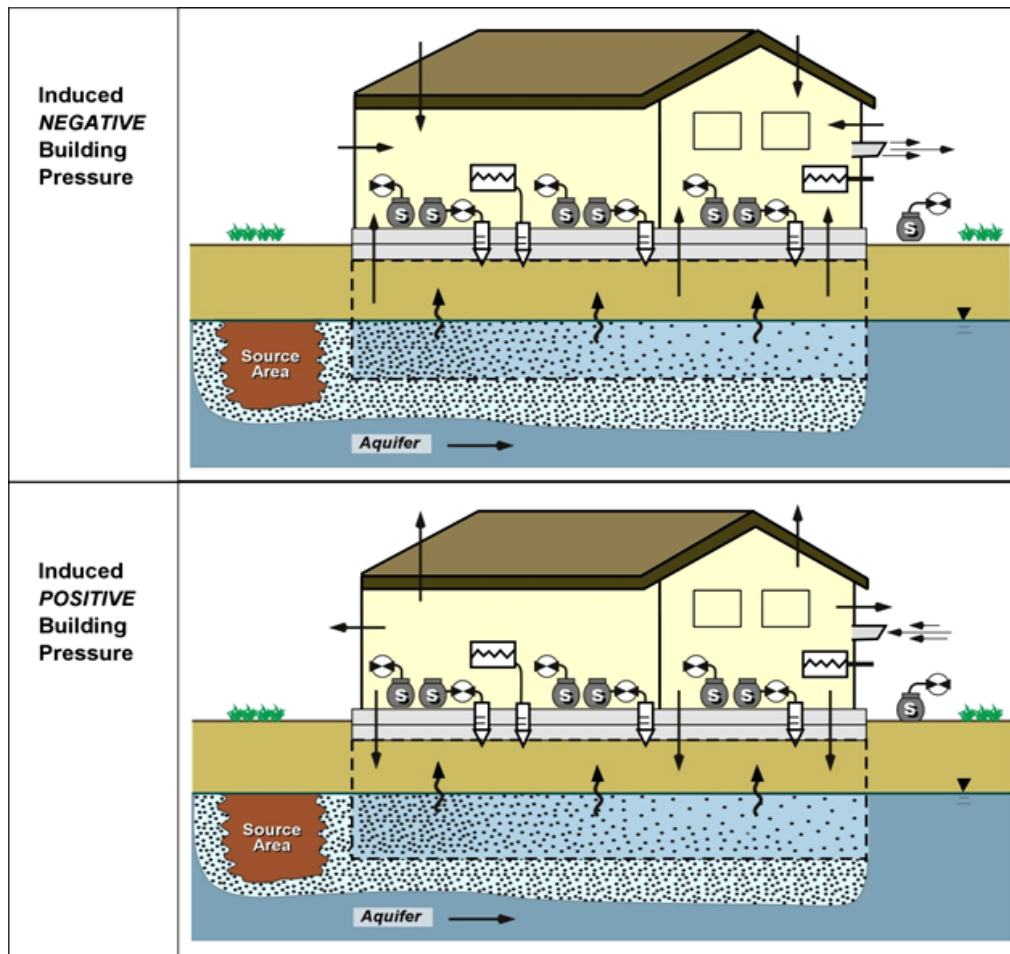 Induced
NEGATIVE
Building
Pressure
S S S S S S S
Source
Area
Aquifer
Induced
POSITIVE
Building
Pressure
S S S S S S S
Source
Area
Aquifer